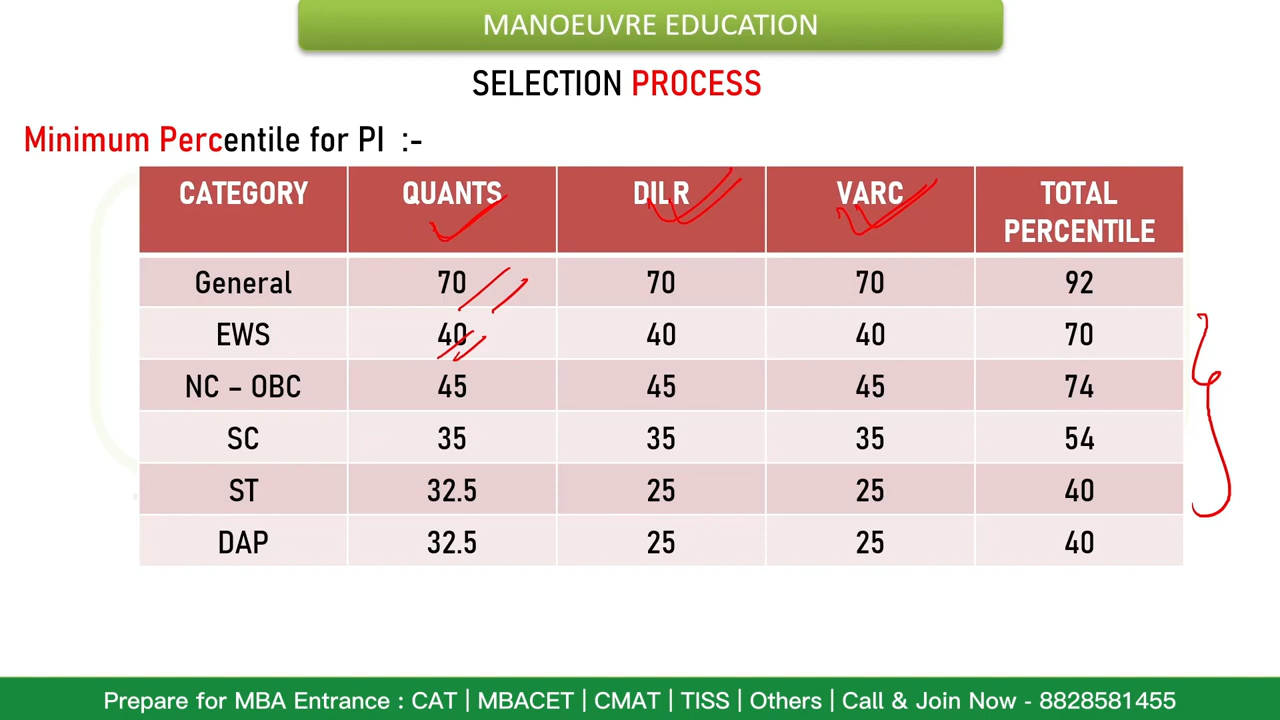 MANOEUVRE EDUCATION
SELECTION PROCESS
Minimum Percentile for PI :-
CATEGORY QUANTS DILR VARC TOTAL PERCENTILE
General 70 70 70 92
EWS 40 40 40 70
NC – OBC 45 45 45 74
SC 35 35 35 54
ST 32.5 25 25 40
DAP 32.5 25 25 40
Prepare for MBA Entrance : CAT | MBACET | CMAT | TISS | Others | Call & Join Now - 8828581455